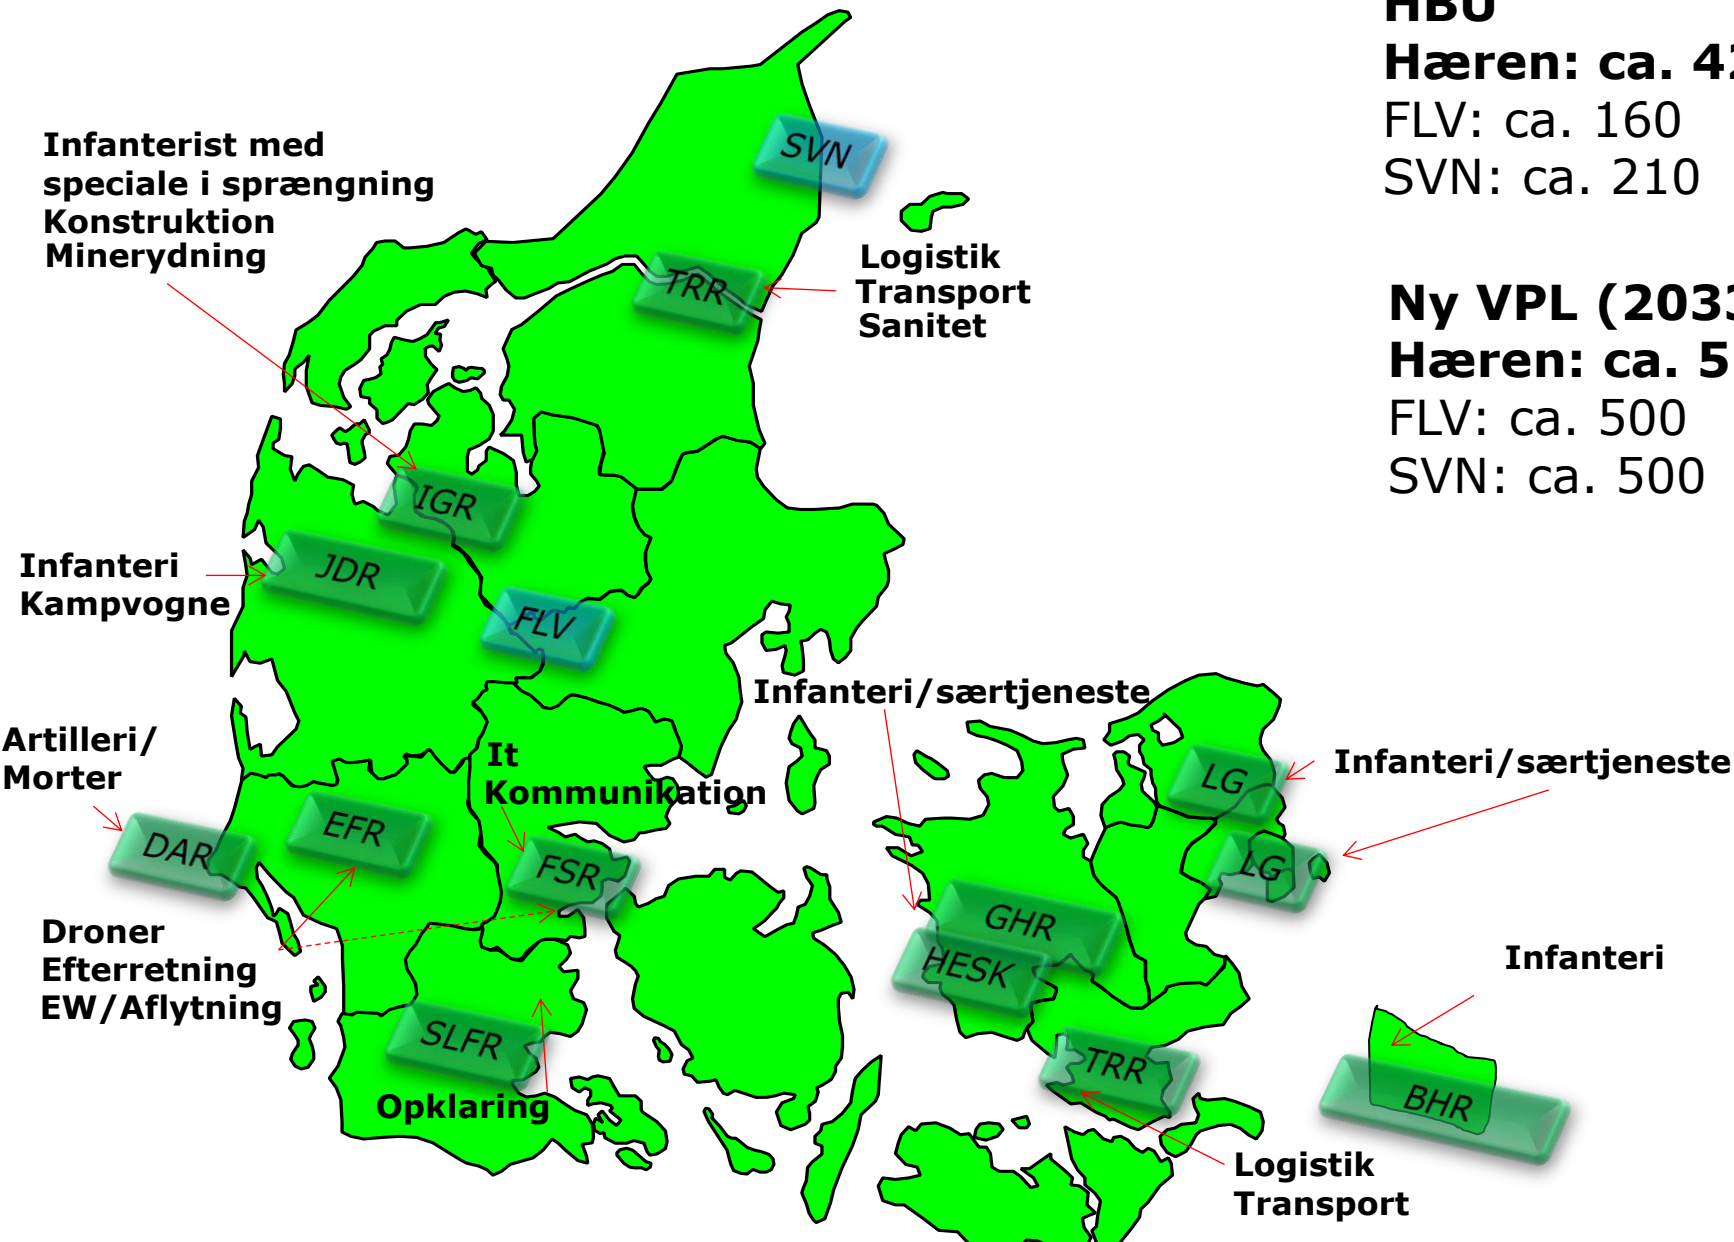 HBU
Hæren: ca. 42
FLV: ca. 160
SVN: ca. 210
Ny VPL (2033
Hæren: ca. 5
FLV: ca. 500
SVN: ca. 500
Infanterist med
speciale i sprængning
Konstruktion
Minerydning
SVN
TRR
Logistik
Transport
Sanitet
IGR
Infanteri
Kampvogne
JDR
FLV
Infanteri/særtjeneste
Artilleri/
Morter
It
Kommunikation
LG
Infanteri/særtjeneste
DAR
EFR
FSR
LG
GHR
HESK
Droner
Efterretning
EW/Aflytning
Infanteri
SLFR
Opklaring
TRR
BHR
Logistik
Transport